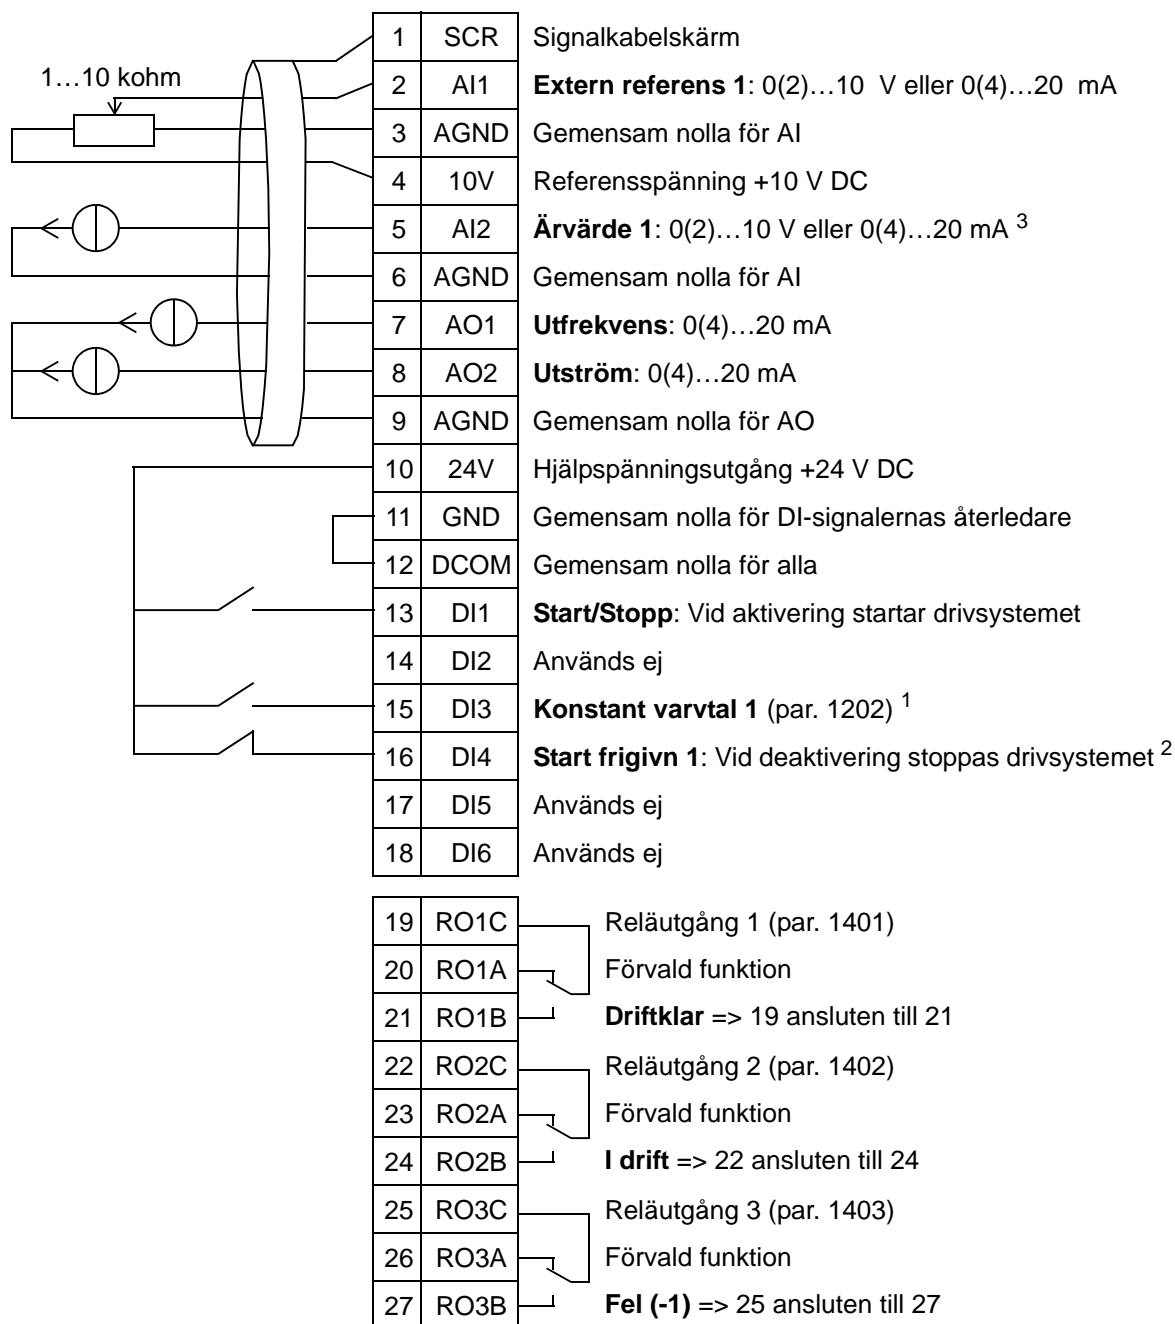 1 SCR Signalkabelskärm
1…10 kohm
2 AI1 Extern referens 1: 0(2)…10 V eller 0(4)…20 mA
3 AGND Gemensam nolla för AI
4 10V Referensspänning +10 V DC
5 AI2 Ärvärde 1: 0(2)…10 V eller 0(4)…20 mA 3
6 AGND Gemensam nolla för AI
7 AO1 Utfrekvens: 0(4)…20 mA
8 AO2 Utström: 0(4)…20 mA
9 AGND Gemensam nolla för AO
10 24V Hjälpspänningsutgång +24 V DC
11 GND Gemensam nolla för DI-signalernas återledare
12 DCOM Gemensam nolla för alla
13 DI1 Start/Stopp: Vid aktivering startar drivsystemet
14 DI2 Används ej
15 DI3 Konstant varvtal 1 (par. 1202) 1
16 DI4 Start frigivn 1: Vid deaktivering stoppas drivsystemet 2
17 DI5 Används ej
18 DI6 Används ej
19 RO1C Reläutgång 1 (par. 1401)
20 RO1A Förvald funktion
21 RO1B Driftklar => 19 ansluten till 21
22 RO2C Reläutgång 2 (par. 1402)
23 RO2A Förvald funktion
24 RO2B I drift => 22 ansluten till 24
25 RO3C Reläutgång 3 (par. 1403)
26 RO3A Förvald funktion
27 RO3B Fel (-1) => 25 ansluten till 27